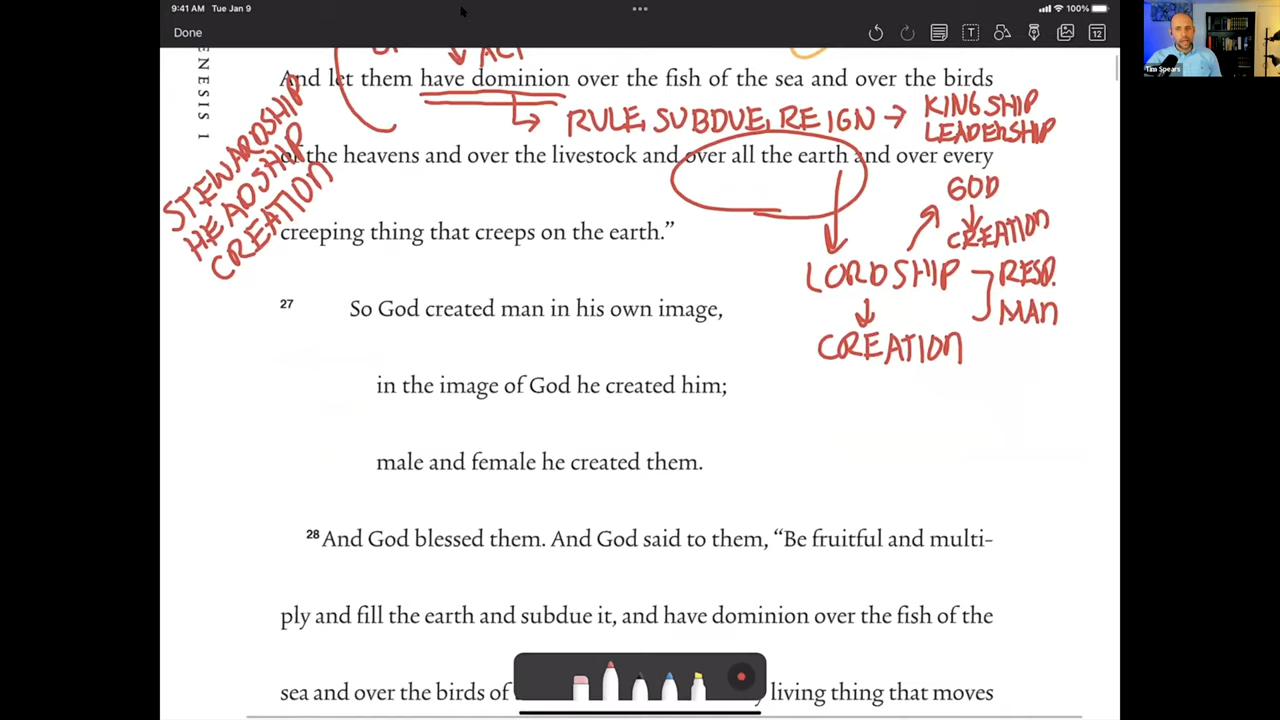 9:41 AM Tue Jan 9
100%
Done
T
12
Tim Spears
ENESIS 1
ACT
And let them have dominion over the fish of the sea and over the birds
RULE, SUBDUE, REIGN → KINGSHIP
LEADERSHIP
of the heavens and over the livestock and over all the earth and over every
STEWARDSHIP
HEADSHIP
CREATION
GOD
CREATION
creeping thing that creeps on the earth.”
LORDSHIP
RESP.
MAN
CREATION
27 So God created man in his own image,
in the image of God he created him;
male and female he created them.
28 And God blessed them. And God said to them, “Be fruitful and multi-
ply and fill the earth and subdue it, and have dominion over the fish of the
sea and over the birds of living thing that moves